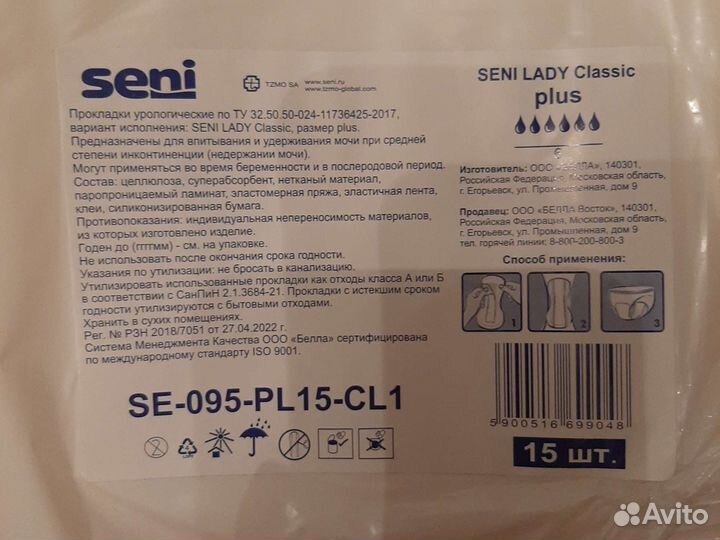 seni
TZMO SA
www.seni.ru
www.tzmo-global.com
Прокладки урологические по ТУ 32.50.50-024-11736425-2017,
вариант исполнения: SENI LADY Classic, размер plus.
Предназначены для впитывания и удерживания мочи при средней
степени инконтиненции (недержании мочи).
Могут применяться во время беременности и в послеродовой период.
Состав: целлюлоза, суперабсорбент, нетканый материал,
паропроницаемый ламинат, эластомерная пряжа, эластичная лента,
клеи, силиконизированная бумага.
Противопоказания: индивидуальная непереносимость материалов,
из которых изготовлено изделие.
Годен до (ггггмм) - см. на упаковке.
Не использовать после окончания срока годности.
Указания по утилизации: не бросать в канализацию.
Утилизировать использованные прокладки как отходы класса А или Б
в соответствии с СанПиН 2.1.3684-21. Прокладки с истекшим сроком
годности утилизируются с бытовыми отходами.
Хранить в сухих помещениях.
Рег. № РЗН 2018/7051 от 27.04.2022 г.
Система Менеджмента Качества ООО «Белла» сертифицирована
по международному стандарту ISO 9001.
SE-095-PL15-CL1
SENI LADY Classic
plus
Изготовитель: ООО «БЕЛЛА», 140301,
Российская Федерация, Московская область,
г. Егорьевск, ул. Промышленная, дом 9
Продавец: ООО «БЕЛЛА Восток», 140301,
Российская Федерация, Московская область,
г. Егорьевск, ул. Промышленная, дом 9
тел. горячей линии: 8-800-200-800-3
Способ применения:
1 2 3
5900516699048
15 шт.
Avito